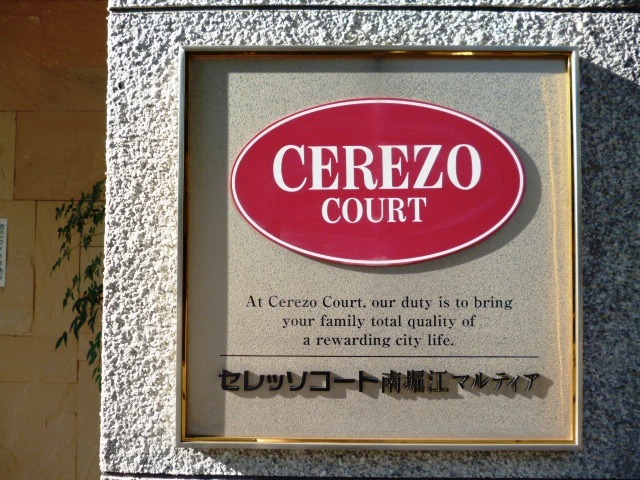 CEREZO
COURT
At Cerezo Court, our duty is to bring
your family total quality of
a rewarding city life.
セレッソコート南堀江マルティア